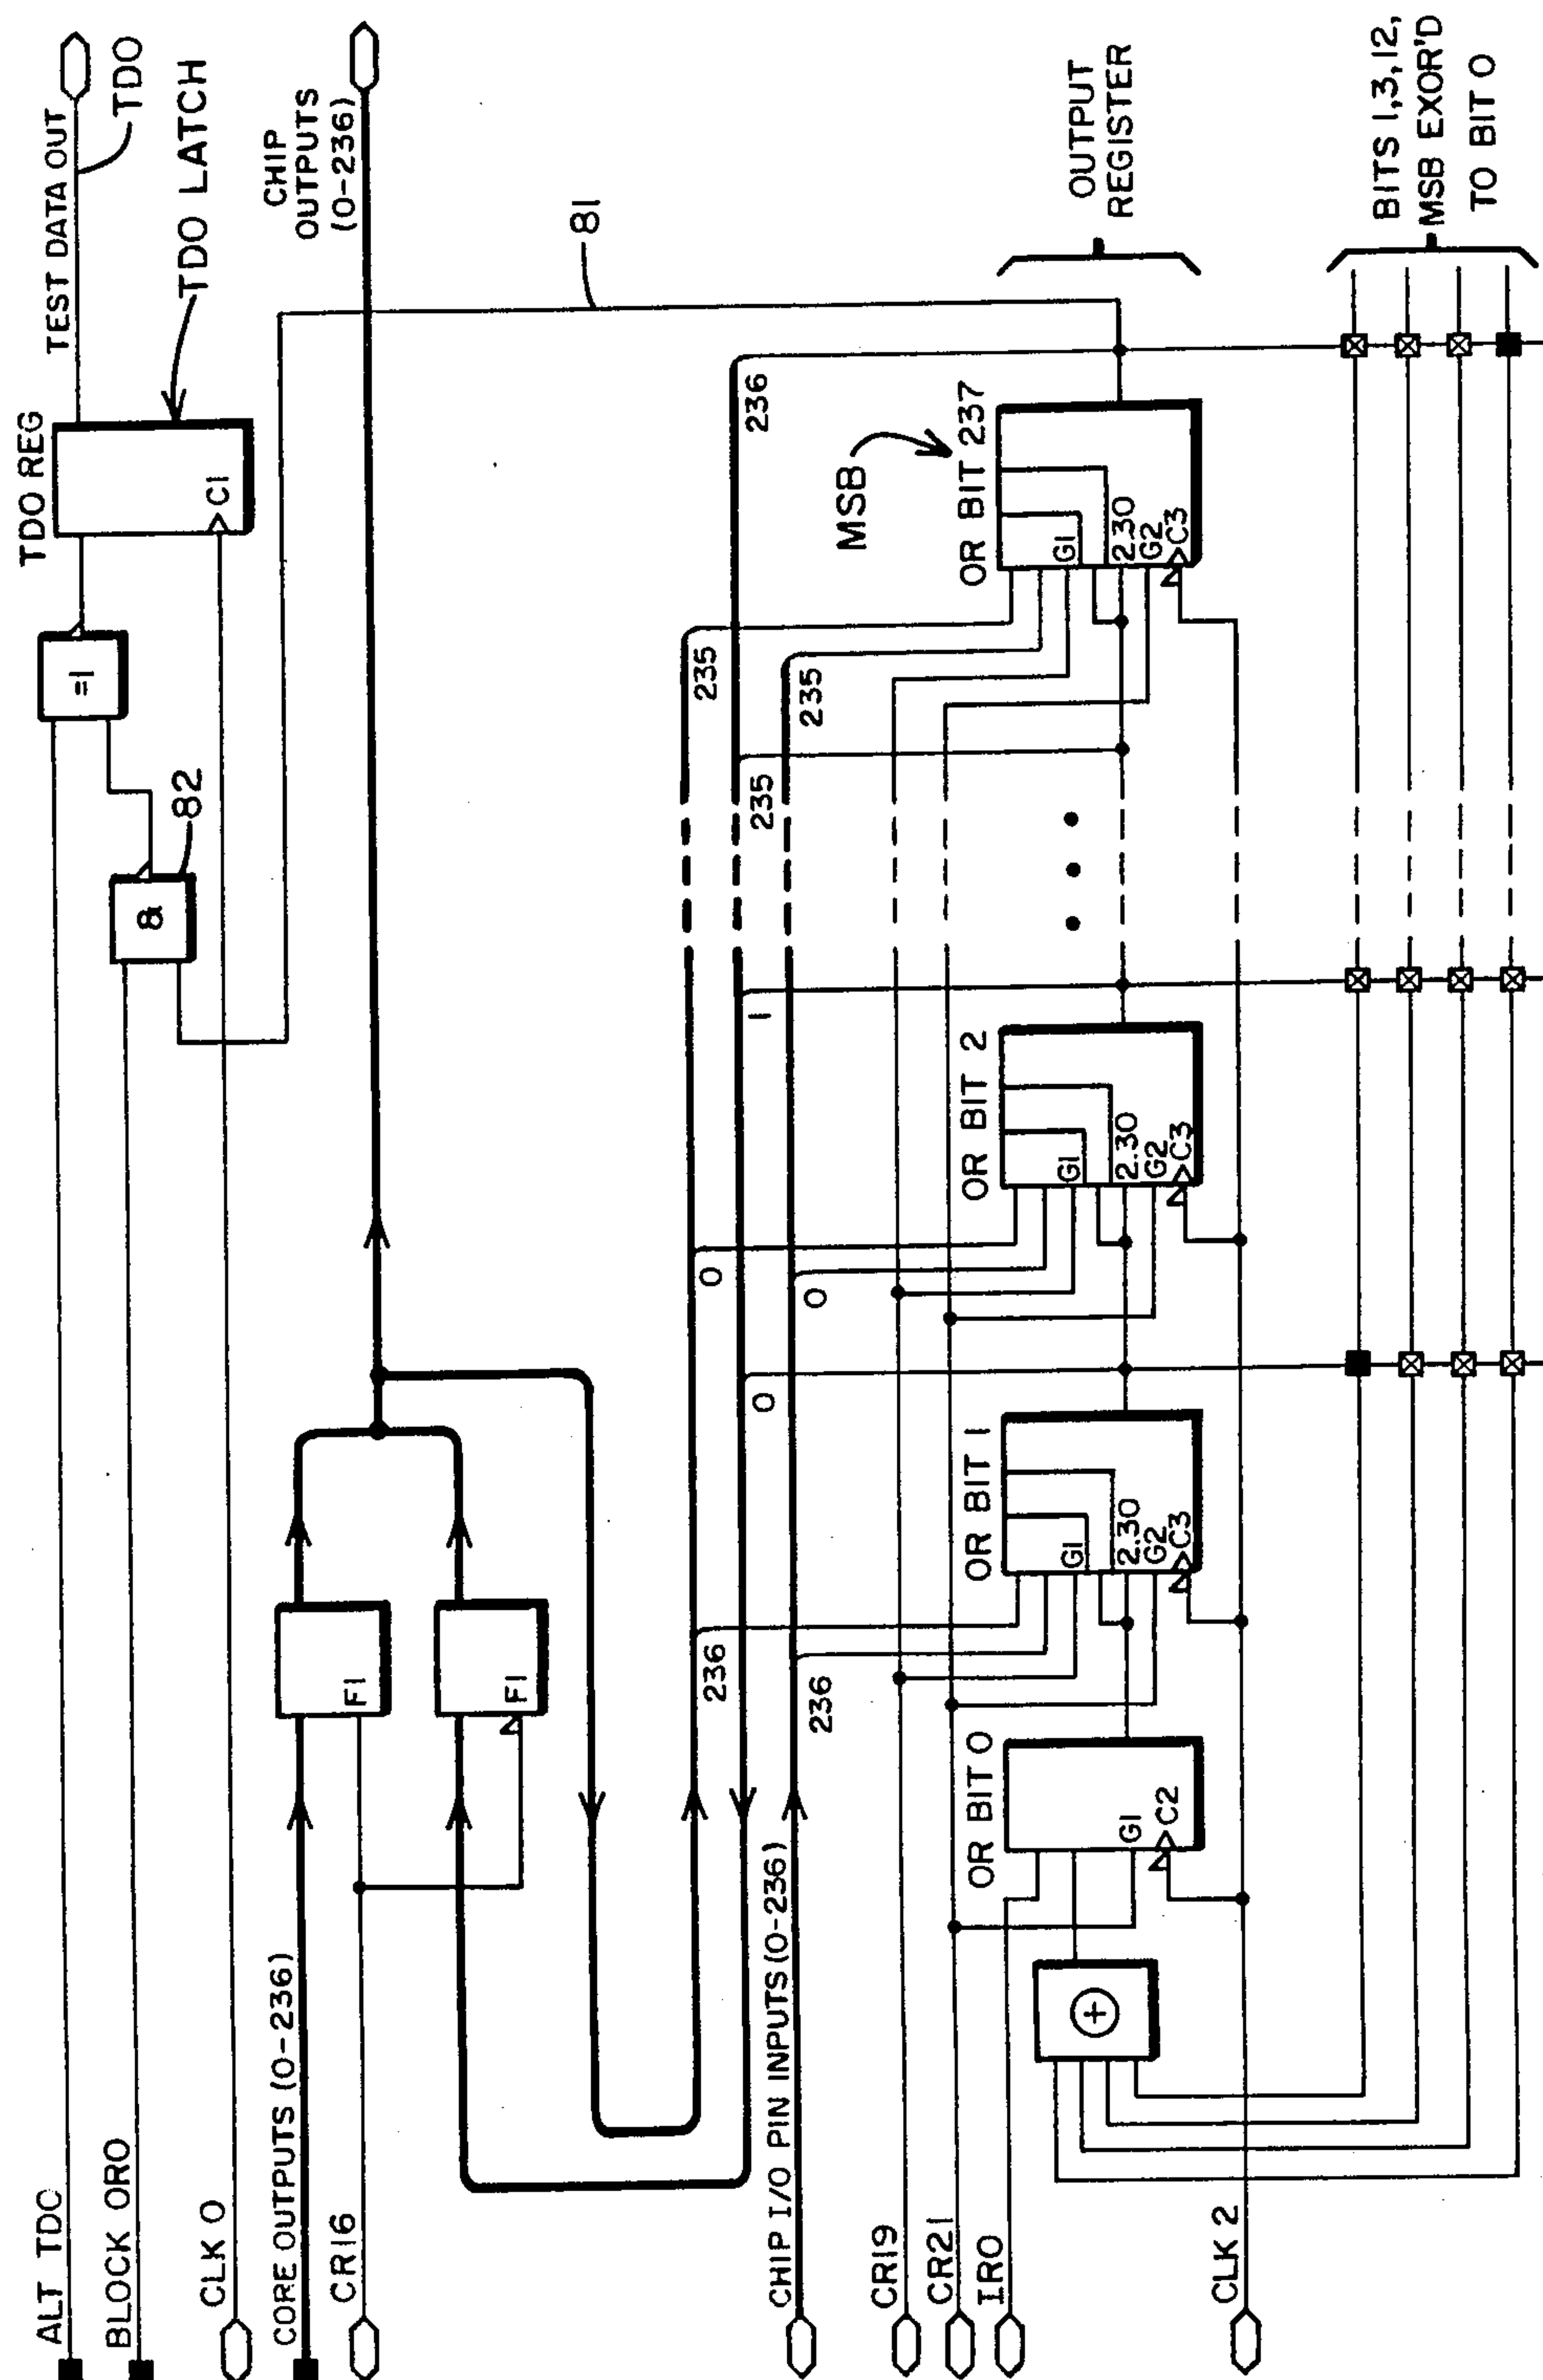 ALT TDC
BLOCK ORO
CLK 0
CORE OUTPUTS (0-236)
CR16
CHIP I/O PIN INPUTS (0-236)
CR19
CR21
IRO
CLK 2
F1
F1
&
82
=1
TDO REG
C1
TEST DATA OUT
TDO
TDO LATCH
CHIP
OUTPUTS
(0-236)
81
236
236
0
0
0
1
235
235
235
236
MSB
OR BIT 0
G1
C2
OR BIT 1
G1
2.30
G2
C3
OR BIT 2
G1
2.30
G2
C3
OR BIT 237
G1
2.30
G2
C3
+
OUTPUT
REGISTER
BITS 1,3,12,
MSB EXOR'D
TO BIT 0